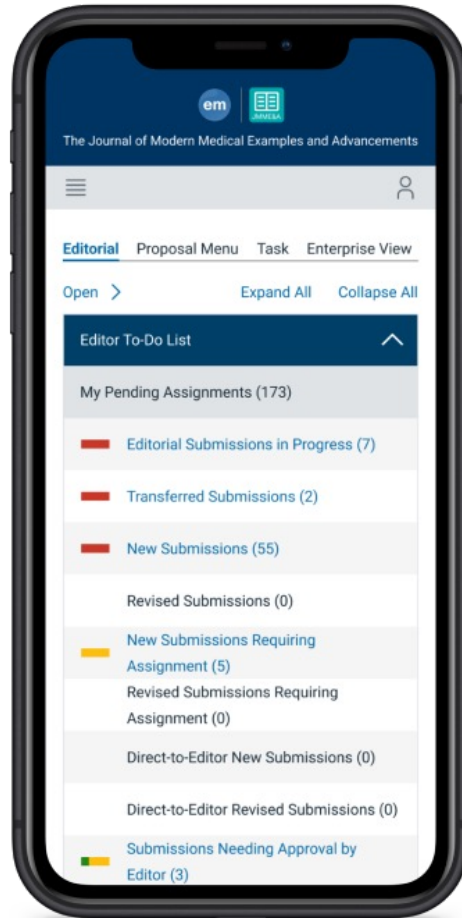 em
The Journal of Modern Medical Examples and Advancements
Editorial Proposal Menu Task Enterprise View
Open > Expand All Collapse All
Editor To-Do List
My Pending Assignments (173)
Editorial Submissions in Progress (7)
Transferred Submissions (2)
New Submissions (55)
Revised Submissions (0)
New Submissions Requiring
Assignment (5)
Revised Submissions Requiring
Assignment (0)
Direct-to-Editor New Submissions (0)
Direct-to-Editor Revised Submissions (0)
Submissions Needing Approval by
Editor (3)